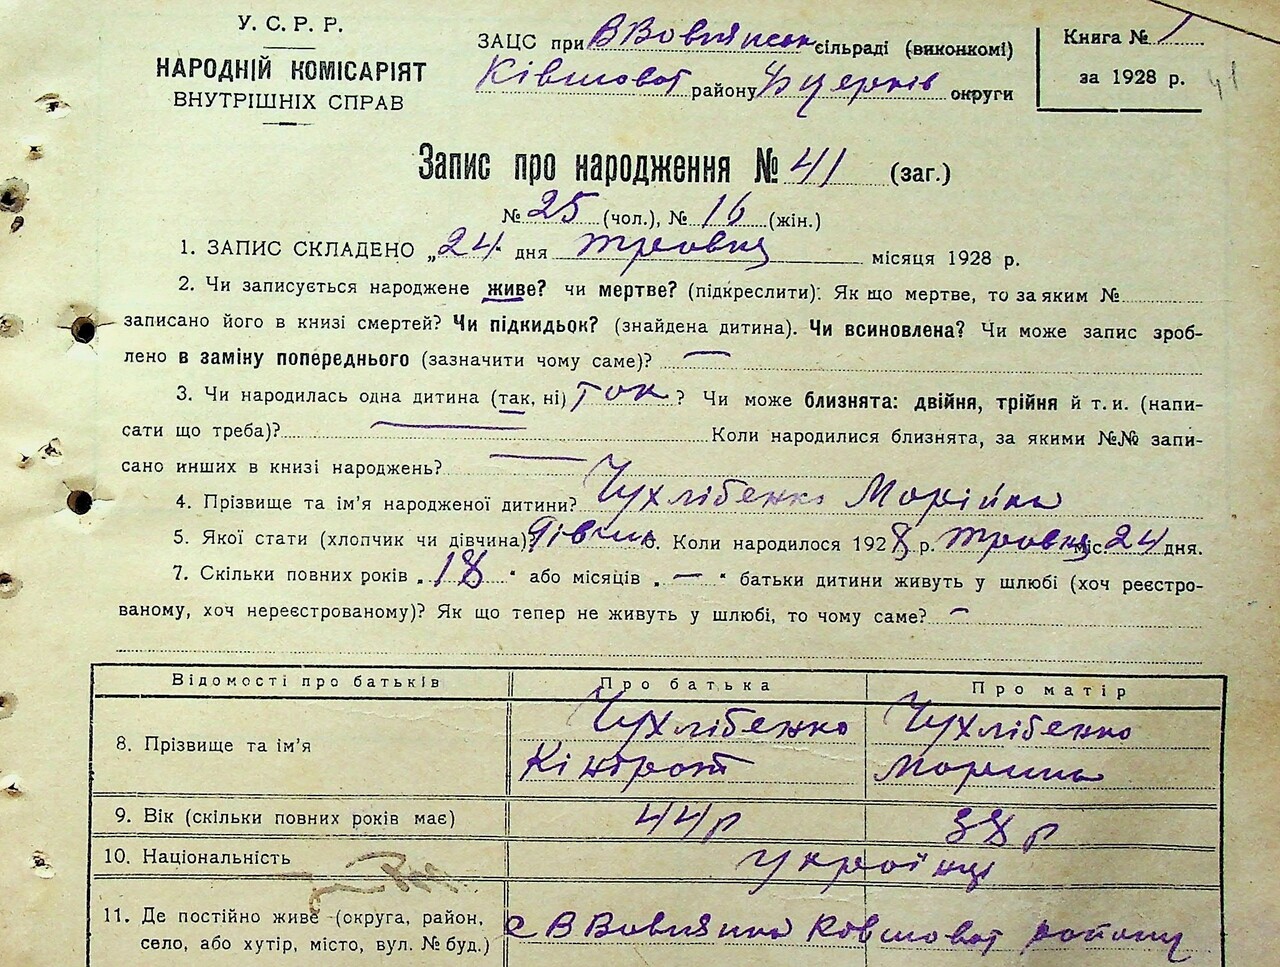 У. С. Р. Р.
НАРОДНІЙ КОМІСАРІЯТ
ВНУТРІШНІХ СПРАВ
ЗАЦС при ВВовнянск сільраді (виконкомі)
Ківшоват району Б церків округи
Книга № 1
за 1928 р.
41
Запис про народження № 41 (заг.)
№ 25 (чол.), № 16 (жін.)
1. ЗАПИС СКЛАДЕНО „24" дня травня місяця 1928 р.
2. Чи записується народжене живе? чи мертве? (підкреслити): Як що мертве, то за яким №
записано його в книзі смертей? Чи підкидьок? (знайдена дитина). Чи всиновлена? Чи може запис зроб-
лено в заміну попереднього (зазначити чому саме)? —
3. Чи народилась одна дитина (так, ні) так ? Чи може близнята: двійня, трійня й т. и. (напи-
сати що треба)? — Коли народилися близнята, за якими №№ запи-
сано инших в книзі народжень? —
4. Прізвище та ім'я народженої дитини? Чухлібенко Марійка
5. Якої стати (хлопчик чи дівчина) Дівчин 6. Коли народилося 1928 р. травня міс. 24 дня.
7. Скільки повних років „18" або місяців „—" батьки дитини живуть у шлюбі (хоч реєстро-
ваному, хоч нереєстрованому)? Як що тепер не живуть у шлюбі, то чому саме? —
Відомості про батьків Про батька Про матір
8. Прізвище та ім'я Чухлібенко Кіндрат Чухлібенко Марина
9. Вік (скільки повних років має) 44 р 38 р
10. Національність українці
11. Де постійно живе (округа, район, с ВВовнянка Ковшоват району
село, або хутір, місто, вул. № буд.)